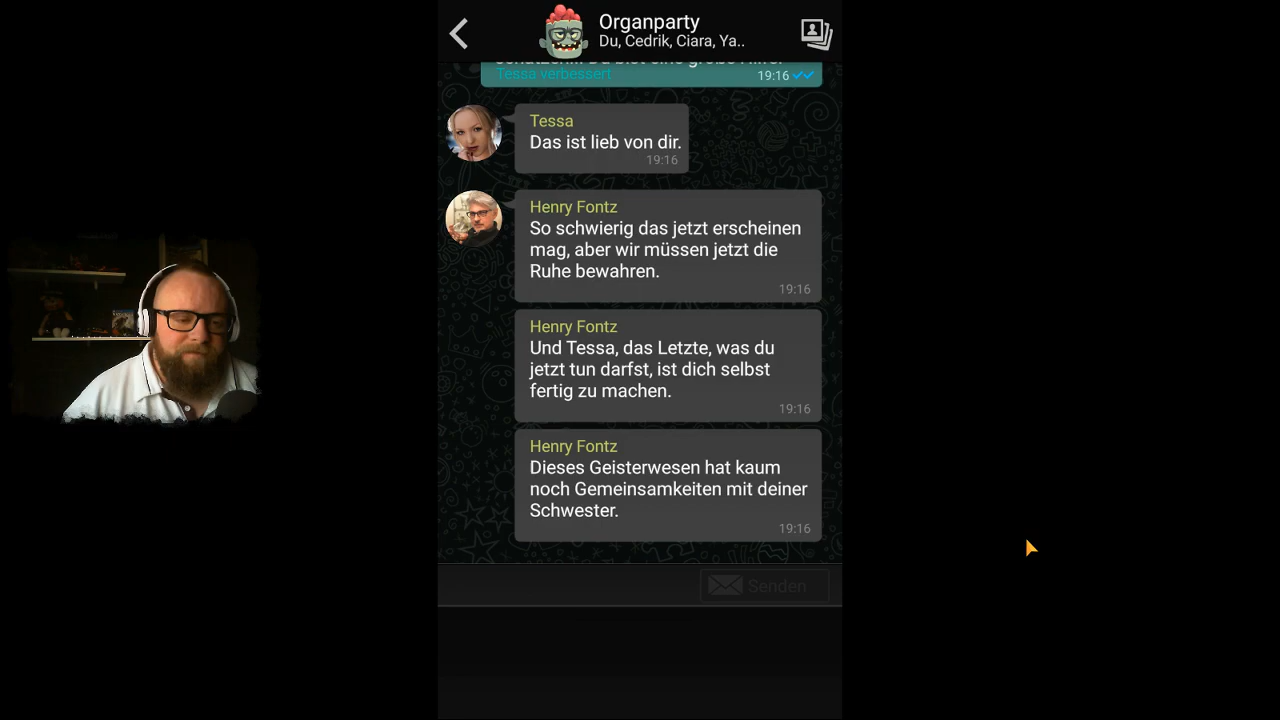 Organparty
Du, Cedrik, Ciara, Ya..
Tessa verbessert
19:16
Tessa
Das ist lieb von dir.
19:16
Henry Fontz
So schwierig das jetzt erscheinen
mag, aber wir müssen jetzt die
Ruhe bewahren.
19:16
Henry Fontz
Und Tessa, das Letzte, was du
jetzt tun darfst, ist dich selbst
fertig zu machen.
19:16
Henry Fontz
Dieses Geisterwesen hat kaum
noch Gemeinsamkeiten mit deiner
Schwester.
19:16
Senden